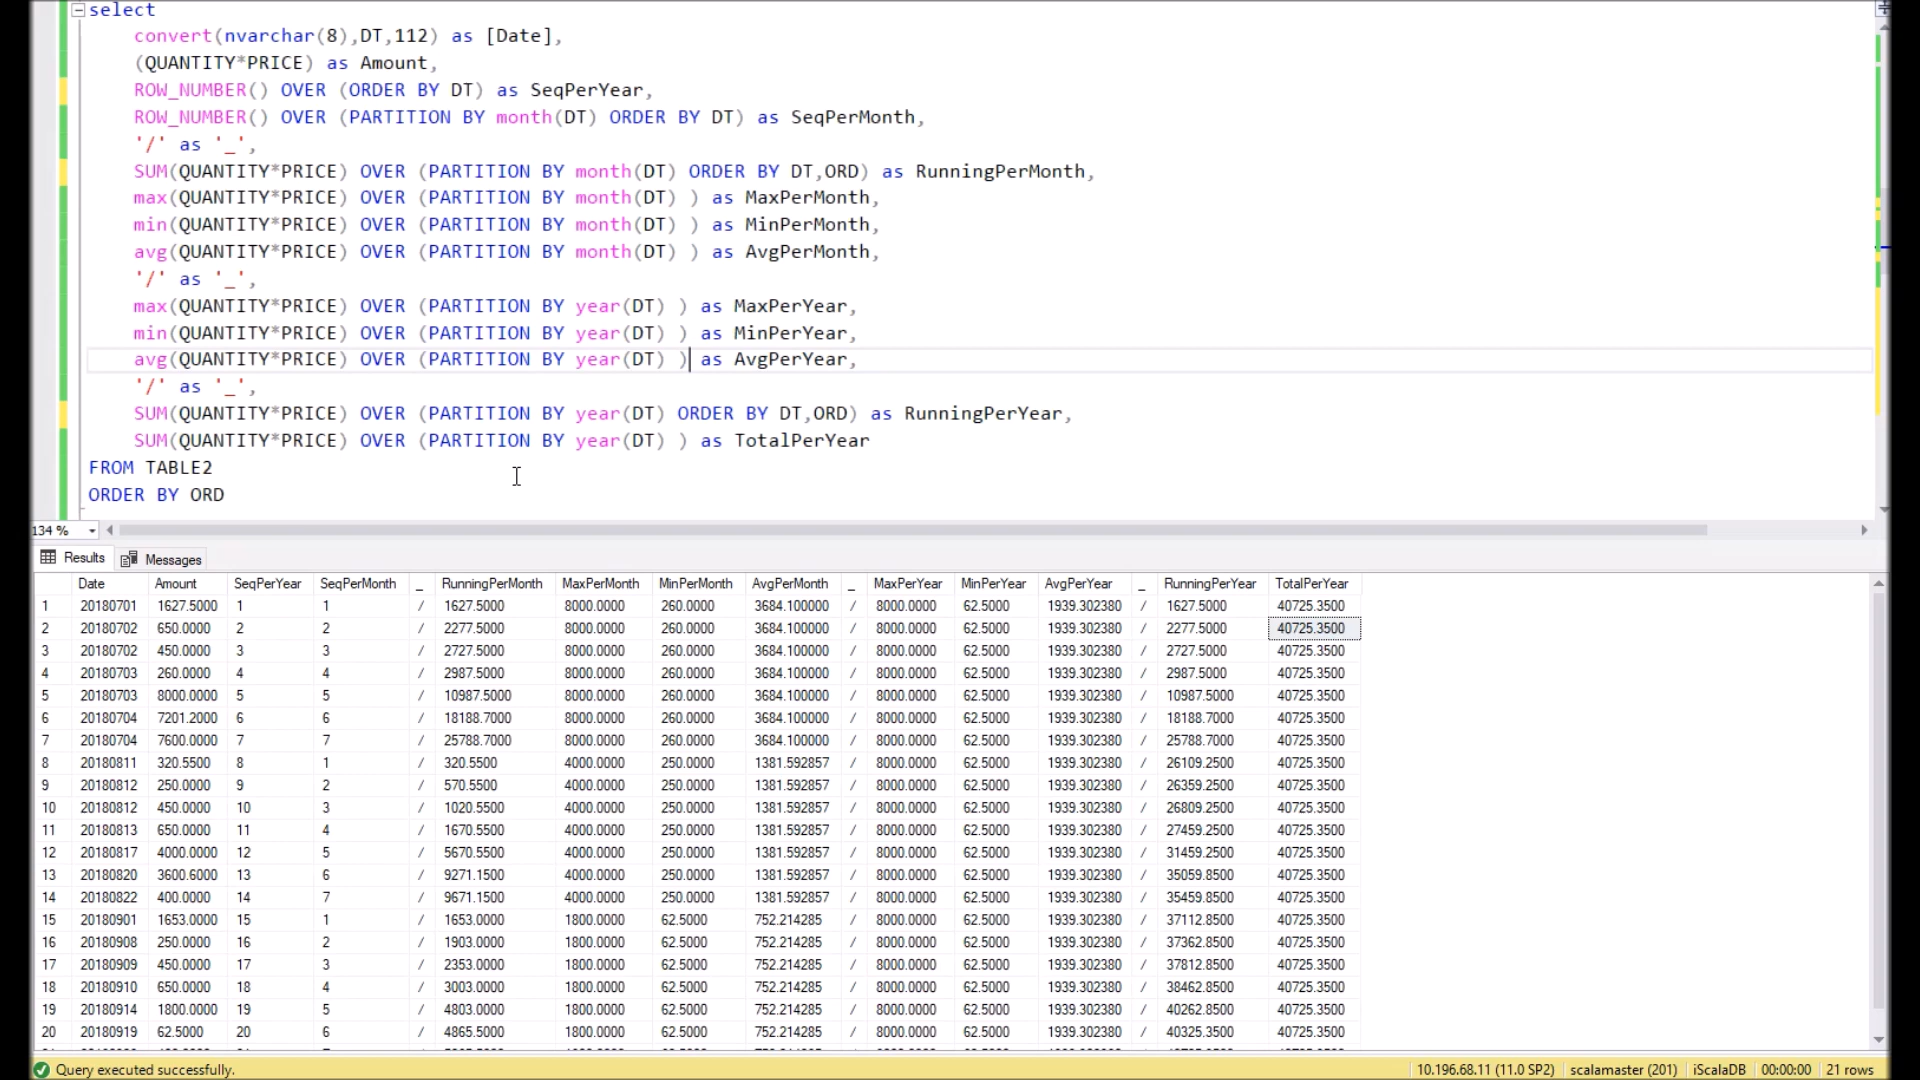 select
convert(nvarchar(8),DT,112) as [Date],
(QUANTITY*PRICE) as Amount,
ROW_NUMBER() OVER (ORDER BY DT) as SeqPerYear,
ROW_NUMBER() OVER (PARTITION BY month(DT) ORDER BY DT) as SeqPerMonth,
'/' as '_',
SUM(QUANTITY*PRICE) OVER (PARTITION BY month(DT) ORDER BY DT,ORD) as RunningPerMonth,
max(QUANTITY*PRICE) OVER (PARTITION BY month(DT) ) as MaxPerMonth,
min(QUANTITY*PRICE) OVER (PARTITION BY month(DT) ) as MinPerMonth,
avg(QUANTITY*PRICE) OVER (PARTITION BY month(DT) ) as AvgPerMonth,
'/' as '_',
max(QUANTITY*PRICE) OVER (PARTITION BY year(DT) ) as MaxPerYear,
min(QUANTITY*PRICE) OVER (PARTITION BY year(DT) ) as MinPerYear,
avg(QUANTITY*PRICE) OVER (PARTITION BY year(DT) ) as AvgPerYear,
'/' as '_',
SUM(QUANTITY*PRICE) OVER (PARTITION BY year(DT) ORDER BY DT,ORD) as RunningPerYear,
SUM(QUANTITY*PRICE) OVER (PARTITION BY year(DT) ) as TotalPerYear
FROM TABLE2
ORDER BY ORD
134 %
Results Messages
Date Amount SeqPerYear SeqPerMonth _ RunningPerMonth MaxPerMonth MinPerMonth AvgPerMonth _ MaxPerYear MinPerYear AvgPerYear _ RunningPerYear TotalPerYear
1 20180701 1627.5000 1 1 / 1627.5000 8000.0000 260.0000 3684.100000 / 8000.0000 62.5000 1939.302380 / 1627.5000 40725.3500
2 20180702 650.0000 2 2 / 2277.5000 8000.0000 260.0000 3684.100000 / 8000.0000 62.5000 1939.302380 / 2277.5000 40725.3500
3 20180702 450.0000 3 3 / 2727.5000 8000.0000 260.0000 3684.100000 / 8000.0000 62.5000 1939.302380 / 2727.5000 40725.3500
4 20180703 260.0000 4 4 / 2987.5000 8000.0000 260.0000 3684.100000 / 8000.0000 62.5000 1939.302380 / 2987.5000 40725.3500
5 20180703 8000.0000 5 5 / 10987.5000 8000.0000 260.0000 3684.100000 / 8000.0000 62.5000 1939.302380 / 10987.5000 40725.3500
6 20180704 7201.2000 6 6 / 18188.7000 8000.0000 260.0000 3684.100000 / 8000.0000 62.5000 1939.302380 / 18188.7000 40725.3500
7 20180704 7600.0000 7 7 / 25788.7000 8000.0000 260.0000 3684.100000 / 8000.0000 62.5000 1939.302380 / 25788.7000 40725.3500
8 20180811 320.5500 8 1 / 320.5500 4000.0000 250.0000 1381.592857 / 8000.0000 62.5000 1939.302380 / 26109.2500 40725.3500
9 20180812 250.0000 9 2 / 570.5500 4000.0000 250.0000 1381.592857 / 8000.0000 62.5000 1939.302380 / 26359.2500 40725.3500
10 20180812 450.0000 10 3 / 1020.5500 4000.0000 250.0000 1381.592857 / 8000.0000 62.5000 1939.302380 / 26809.2500 40725.3500
11 20180813 650.0000 11 4 / 1670.5500 4000.0000 250.0000 1381.592857 / 8000.0000 62.5000 1939.302380 / 27459.2500 40725.3500
12 20180817 4000.0000 12 5 / 5670.5500 4000.0000 250.0000 1381.592857 / 8000.0000 62.5000 1939.302380 / 31459.2500 40725.3500
13 20180820 3600.6000 13 6 / 9271.1500 4000.0000 250.0000 1381.592857 / 8000.0000 62.5000 1939.302380 / 35059.8500 40725.3500
14 20180822 400.0000 14 7 / 9671.1500 4000.0000 250.0000 1381.592857 / 8000.0000 62.5000 1939.302380 / 35459.8500 40725.3500
15 20180901 1653.0000 15 1 / 1653.0000 1800.0000 62.5000 752.214285 / 8000.0000 62.5000 1939.302380 / 37112.8500 40725.3500
16 20180908 250.0000 16 2 / 1903.0000 1800.0000 62.5000 752.214285 / 8000.0000 62.5000 1939.302380 / 37362.8500 40725.3500
17 20180909 450.0000 17 3 / 2353.0000 1800.0000 62.5000 752.214285 / 8000.0000 62.5000 1939.302380 / 37812.8500 40725.3500
18 20180910 650.0000 18 4 / 3003.0000 1800.0000 62.5000 752.214285 / 8000.0000 62.5000 1939.302380 / 38462.8500 40725.3500
19 20180914 1800.0000 19 5 / 4803.0000 1800.0000 62.5000 752.214285 / 8000.0000 62.5000 1939.302380 / 40262.8500 40725.3500
20 20180919 62.5000 20 6 / 4865.5000 1800.0000 62.5000 752.214285 / 8000.0000 62.5000 1939.302380 / 40325.3500 40725.3500
Query executed successfully. 10.196.68.11 (11.0 SP2) scalamaster (201) iScalaDB 00:00:00 21 rows